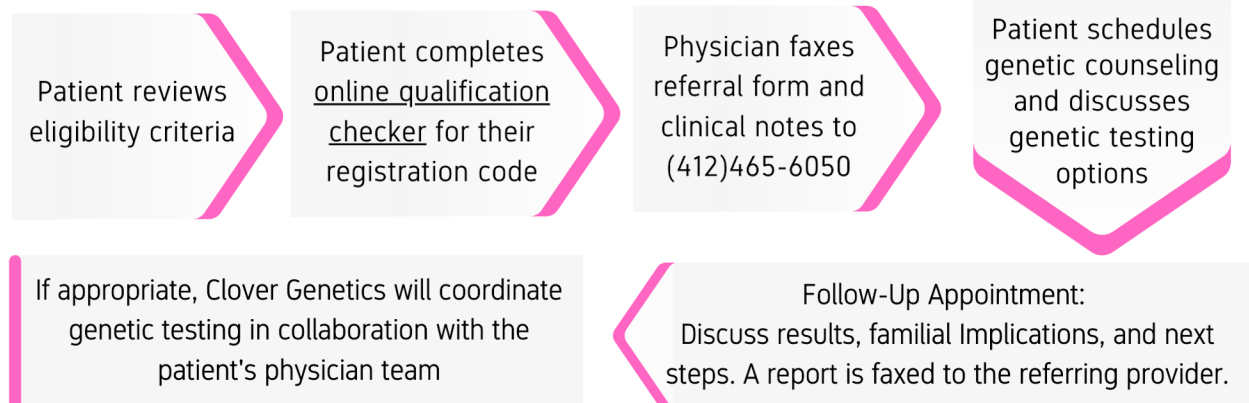 Patient reviews
eligibility criteria
Patient completes
online qualification
checker for their
registration code
Physician faxes
referral form and
clinical notes to
(412)465-6050
Patient schedules
genetic counseling
and discusses
genetic testing
options
Follow-Up Appointment:
Discuss results, familial Implications, and next
steps. A report is faxed to the referring provider.
If appropriate, Clover Genetics will coordinate
genetic testing in collaboration with the
patient's physician team